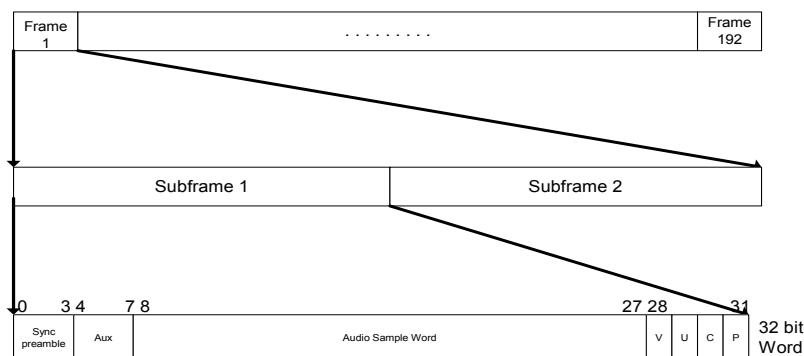 Frame
1
. . . . . . . . .
Frame
192
Subframe 1
Subframe 2
0 3 4 7 8 27 28 31
Sync
preamble
Aux
Audio Sample Word
V U C P
32 bit
Word